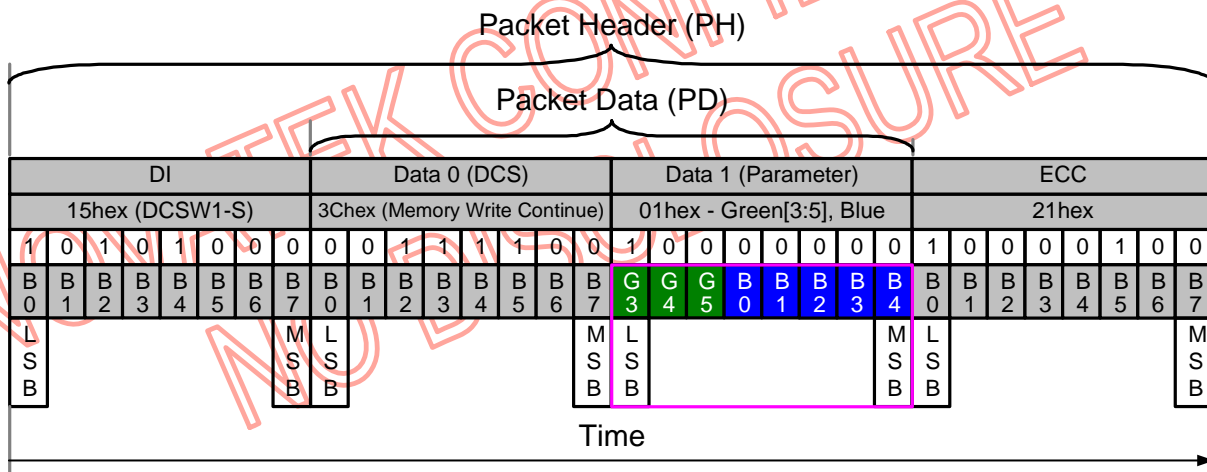 Packet Header (PH)
Packet Data (PD)
DI Data 0 (DCS) Data 1 (Parameter) ECC
15hex (DCSW1-S) 3Chex (Memory Write Continue) 01hex - Green[3:5], Blue 21hex
1 0 1 0 1 0 0 0 0 0 1 1 1 1 0 0 1 0 0 0 0 0 0 0 1 0 0 0 0 1 0 0
B0 B1 B2 B3 B4 B5 B6 B7 B0 B1 B2 B3 B4 B5 B6 B7 G3 G4 G5 B0 B1 B2 B3 B4 B0 B1 B2 B3 B4 B5 B6 B7
LSB MSB LSB MSB LSB MSB LSB MSB
Time
NOVATEK
NO DISCLOSURE